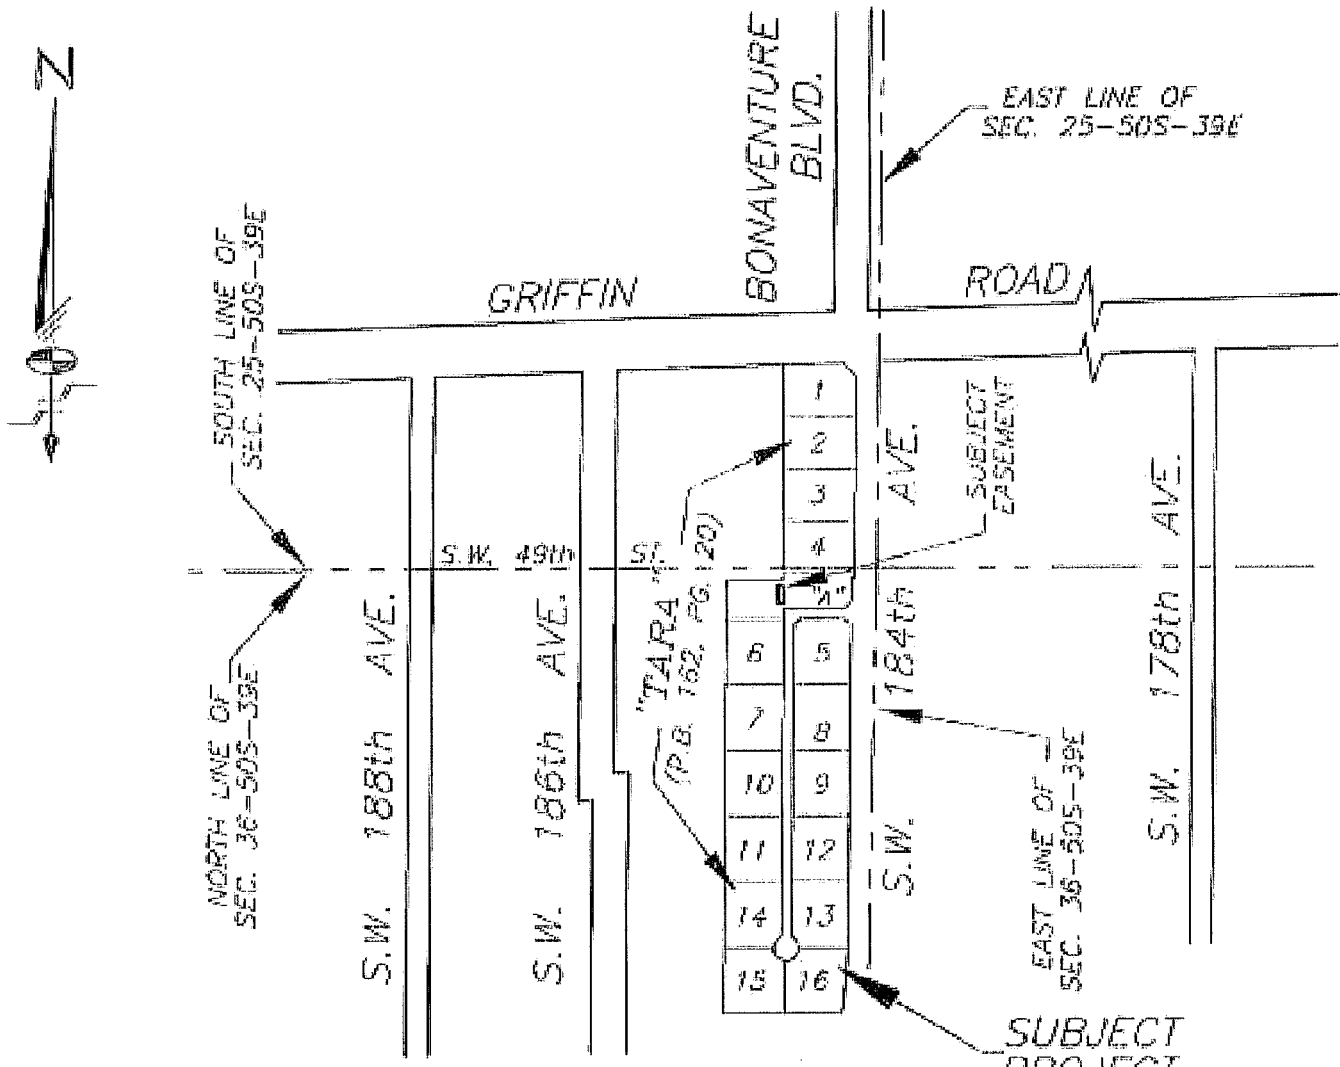 N
BONAVENTURE
BLVD.
EAST LINE OF
SEC. 25-50S-39E
SOUTH LINE OF
SEC. 25-50S-39E
GRIFFIN
ROAD
1
2
3
4
"A"
SUBJECT
EASEMENT
S.W. 49th ST.
"TARA"
(P.B. 162, PG. 20)
6
5
7
8
10
9
11
12
14
13
15
16
NORTH LINE OF
SEC. 36-50S-39E
S.W. 188th AVE.
S.W. 186th AVE.
S.W. 184th AVE.
S.W. 178th AVE.
EAST LINE OF
SEC. 36-50S-39E
SUBJECT
PROJECT